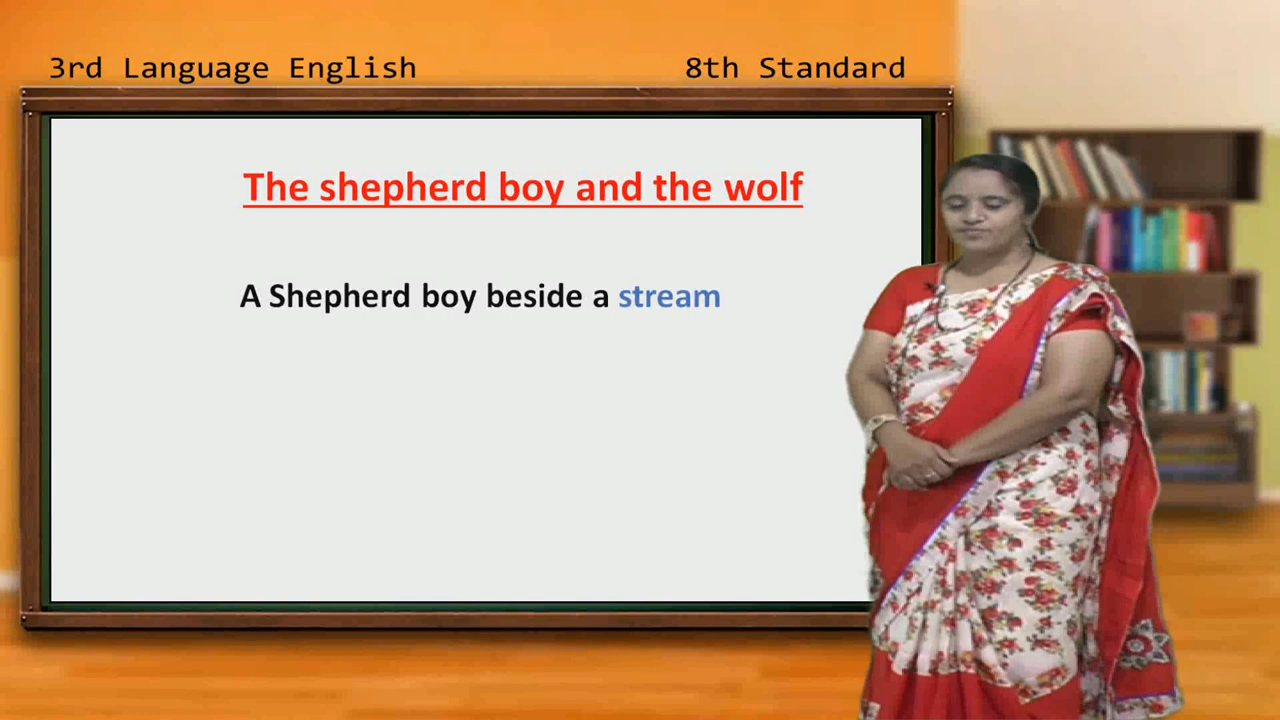 3rd Language English 8th Standard
The shepherd boy and the wolf
A Shepherd boy beside a stream